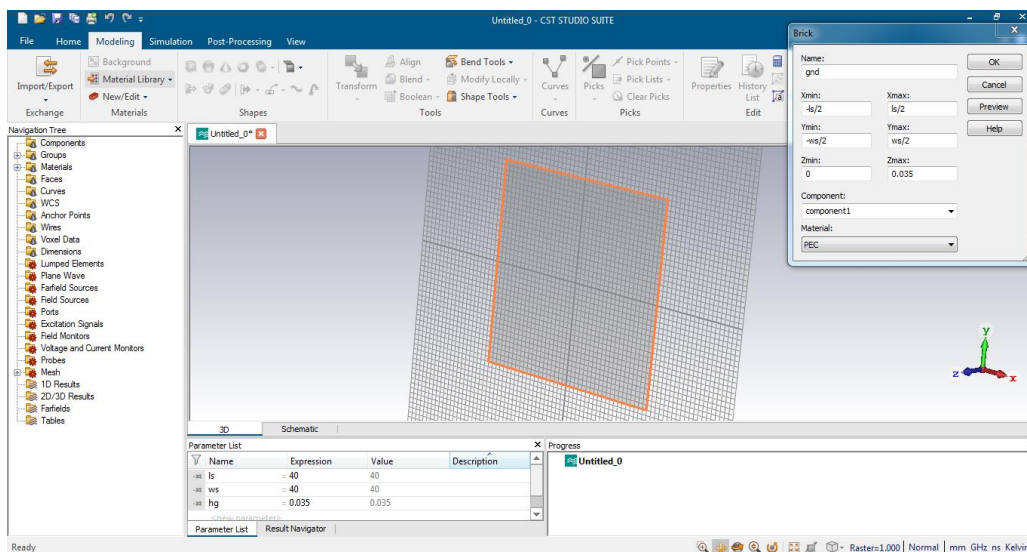 Untitled_0 - CST STUDIO SUITE
File Home Modeling Simulation Post-Processing View
Import/Export
Exchange
Background
Material Library
New/Edit
Materials
Shapes
Transform
Align
Blend
Boolean
Bend Tools
Modify Locally
Shape Tools
Tools
Curves
Curves
Picks
Pick Points
Pick Lists
Clear Picks
Picks
Properties
History List
Edit
Brick
Name:
gnd
OK
Cancel
Preview
Help
Xmin: Xmax:
-ls/2 ls/2
Ymin: Ymax:
-ws/2 ws/2
Zmin: Zmax:
0 0.035
Component:
component1
Material:
PEC
Navigation Tree
Components
Groups
Materials
Faces
Curves
WCS
Anchor Points
Wires
Voxel Data
Dimensions
Lumped Elements
Plane Wave
Farfield Sources
Field Sources
Ports
Excitation Signals
Field Monitors
Voltage and Current Monitors
Probes
Mesh
1D Results
2D/3D Results
Farfields
Tables
Untitled_0*
y
z x
3D Schematic
Parameter List
Name Expression Value Description
ls = 40 40
ws = 40 40
hg = 0.035 0.035
<new parameter>
Parameter List Result Navigator
Progress
Untitled_0
Ready
Raster=1.000 Normal mm GHz ns Kelvin